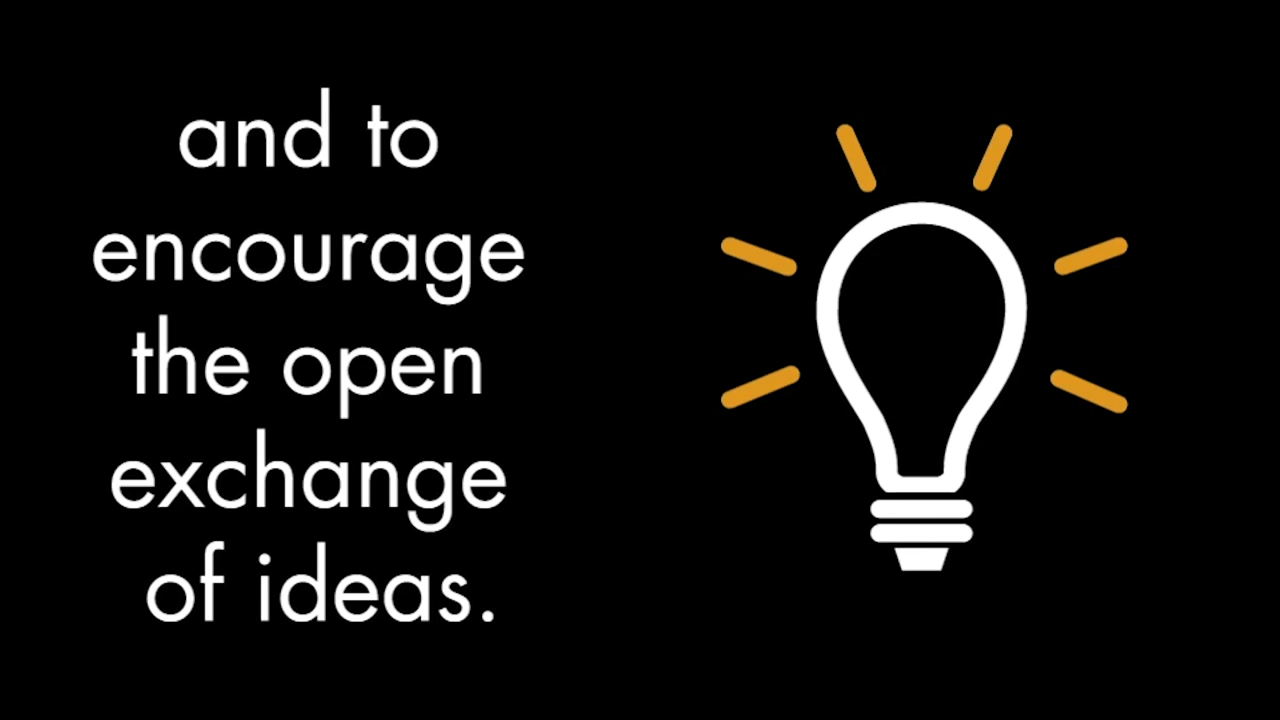 and to
encourage
the open
exchange
of ideas.